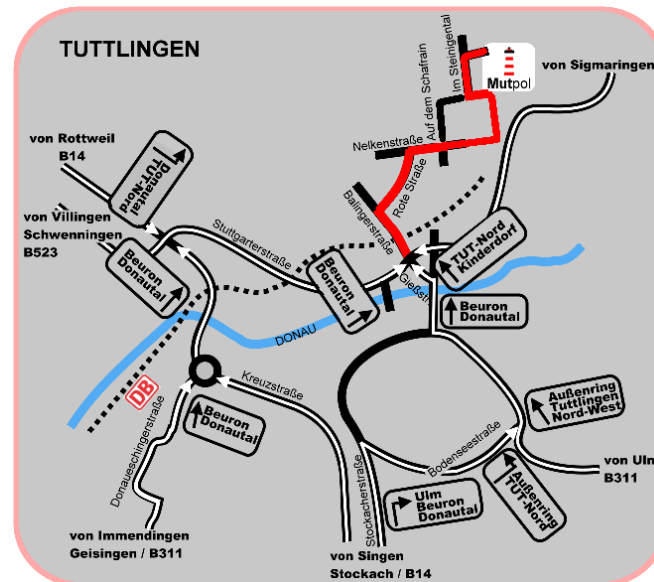 TUTTLINGEN
Im Steinigental
Mutpol
von Sigmaringen
Auf dem Schafrain
Nelkenstraße
von Rottweil
B14
Donautal
TUT-Nord
Rote Straße
Balingerstraße
von Villingen
Schwenningen
B523
Stuttgarterstraße
Beuron
Donautal
Beuron
Donautal
TUT-Nord
Kinderdorf
Gießstr.
Beuron
Donautal
DONAU
DB
Kreuzstraße
Beuron
Donautal
Donaueschingerstraße
Außenring
Tuttlingen
Nord-West
Bodenseestraße
Stockacherstraße
von Ulm
B311
Ulm
Beuron
Donautal
Außenring
TUT-Nord
von Immendingen
Geisingen / B311
von Singen
Stockach / B14